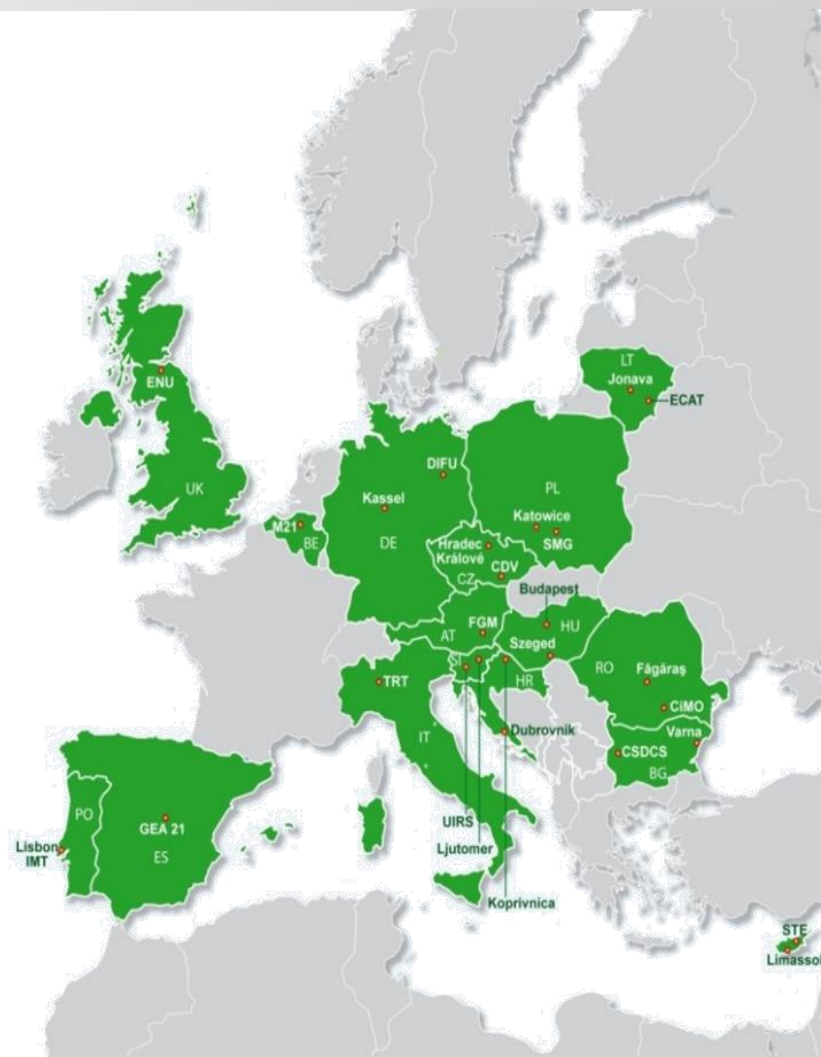 LT
Jonava
ECAT
ENU
UK
DIFU
Kassel
DE
PL
Katowice
SMG
M21
BE
Hradec
Králové
CDV
CZ
Budapest
FGM
AT
HU
Szeged
SI
HR
RO
Făgăraș
CiMO
Varna
CSDCS
BG
TRT
IT
Dubrovnik
UIRS
Ljutomer
Koprivnica
PO
GEA 21
ES
Lisbon
IMT
STE
Limassol